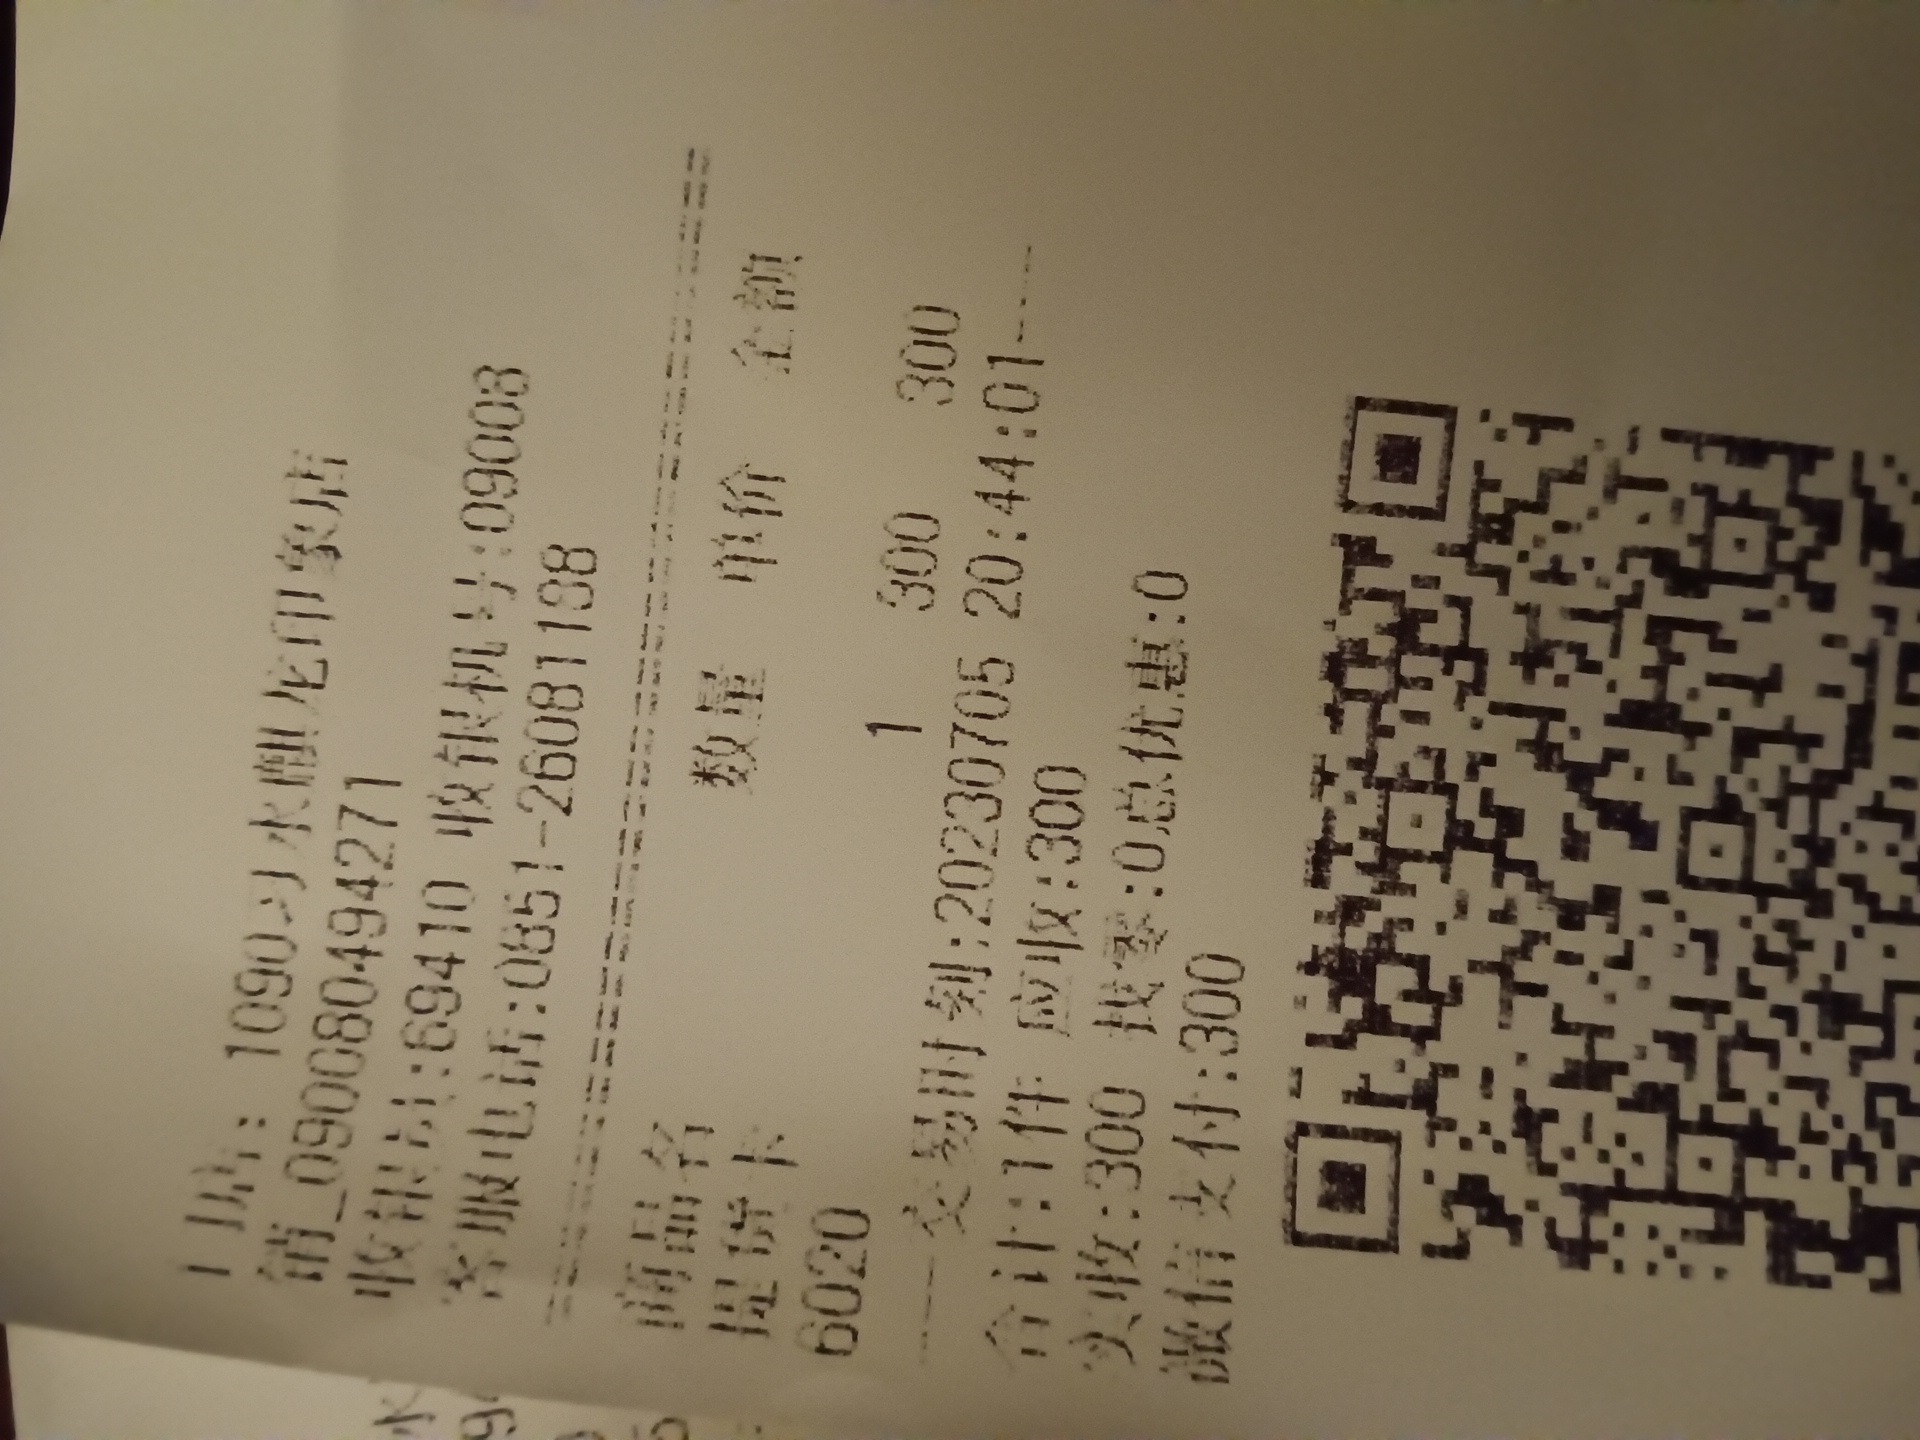 门店: 1090习水麒龙印象店
销_090080494271
收银员:69410 收银机号:09008
客服电话:0851-26081188
商品名 数量 单价 金额
提货卡
6020 1 300 300
交易时刻:20230705 20:44:01
合计:1件 应收:300
实收:300 找零:0总优惠:0
微信支付:300